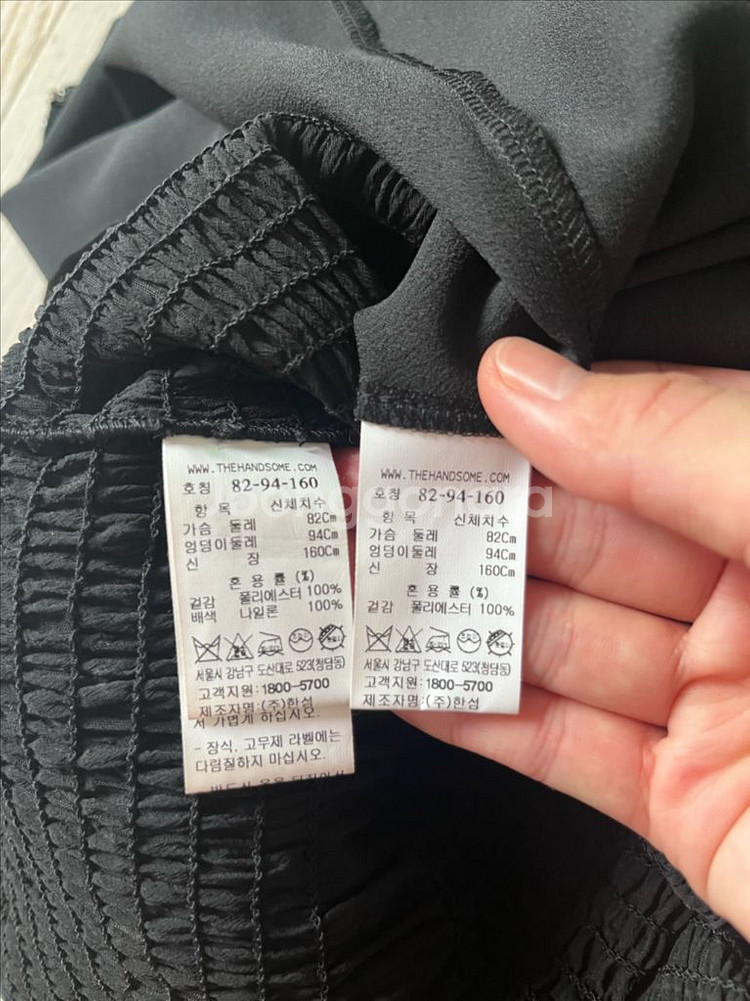 WWW.THEHANDSOME.COM
호칭 82-94-160
항 목 신체치수
가슴 둘레 82Cm
엉덩이둘레 94Cm
신 장 160Cm
혼 용 률 (%)
겉감 폴리에스터 100%
배색 나일론 100%
서울시 강남구 도산대로 523(청담동)
고객지원:1800-5700
제조자명:(주)한섬
서 가볍게 하십시오.
- 장식, 고무제 라벨에는
다림질하지 마십시오.
WWW.THEHANDSOME.COM
호칭 82-94-160
항 목 신체치수
가슴 둘레 82Cm
엉덩이둘레 94Cm
신 장 160Cm
혼 용 률 (%)
겉감 폴리에스터 100%
서울시 강남구 도산대로 523(청담동)
고객지원:1800-5700
제조자명:(주)한섬